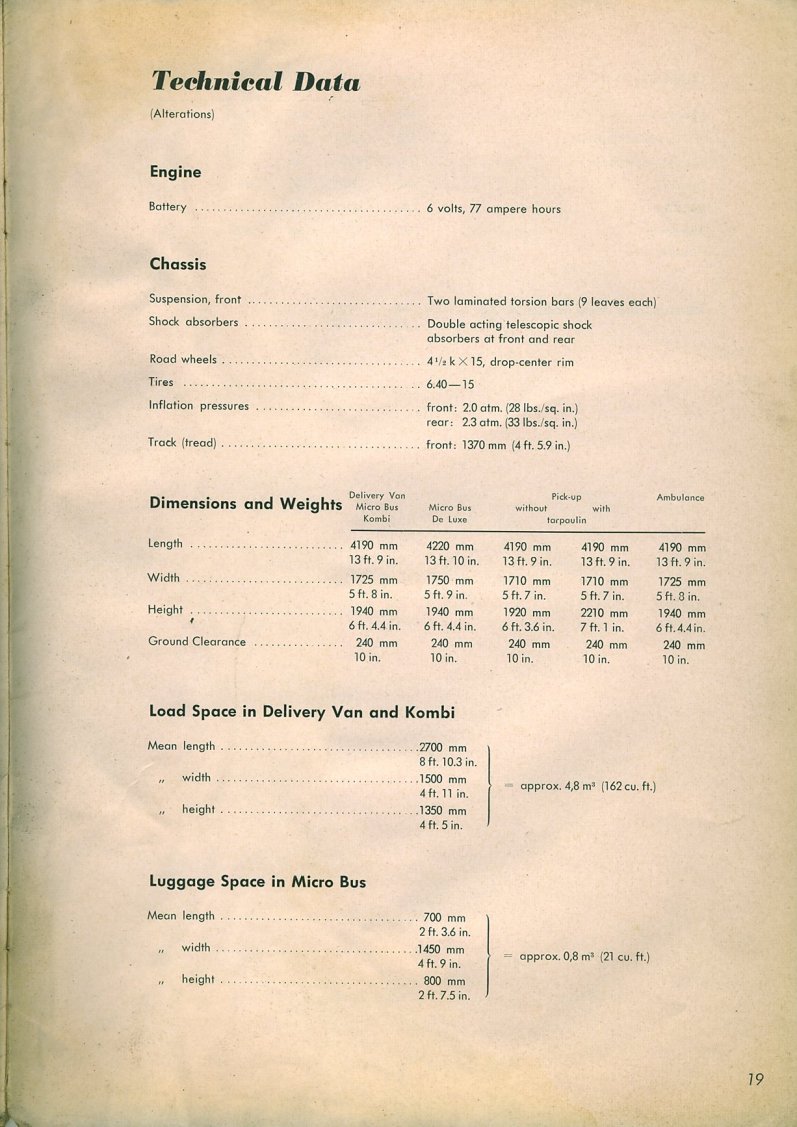 Technical Data
(Alterations)
Engine
Battery ........................................ 6 volts, 77 ampere hours
Chassis
Suspension, front ................................ Two laminated torsion bars (9 leaves each)
Shock absorbers ................................ Double acting telescopic shock
absorbers at front and rear
Road wheels .................................... 4 1/2 k × 15, drop-center rim
Tires .......................................... 6.40—15
Inflation pressures .............................. front: 2.0 atm. (28 lbs./sq. in.)
rear: 2.3 atm. (33 lbs./sq. in.)
Track (tread) .................................... front: 1370 mm (4 ft. 5.9 in.)
Dimensions and Weights
Delivery Van Micro Bus Kombi
Micro Bus De Luxe
Pick-up without with tarpaulin
Ambulance
Length ............................ 4190 mm 4220 mm 4190 mm 4190 mm 4190 mm
13 ft. 9 in. 13 ft. 10 in. 13 ft. 9 in. 13 ft. 9 in. 13 ft. 9 in.
Width ............................ 1725 mm 1750 mm 1710 mm 1710 mm 1725 mm
5 ft. 8 in. 5 ft. 9 in. 5 ft. 7 in. 5 ft. 7 in. 5 ft. 8 in.
Height ............................ 1940 mm 1940 mm 1920 mm 2210 mm 1940 mm
6 ft. 4.4 in. 6 ft. 4.4 in. 6 ft. 3.6 in. 7 ft. 1 in. 6 ft. 4.4 in.
Ground Clearance ................ 240 mm 240 mm 240 mm 240 mm 240 mm
10 in. 10 in. 10 in. 10 in. 10 in.
Load Space in Delivery Van and Kombi
Mean length .................................... 2700 mm
8 ft. 10.3 in.
„ width .................................... 1500 mm
= approx. 4,8 m³ (162 cu. ft.)
4 ft. 11 in.
„ height .................................... 1350 mm
4 ft. 5 in.
Luggage Space in Micro Bus
Mean length .................................... 700 mm
2 ft. 3.6 in.
„ width .................................... 1450 mm
= approx. 0,8 m³ (21 cu. ft.)
4 ft. 9 in.
„ height .................................... 800 mm
2 ft. 7.5 in.
19